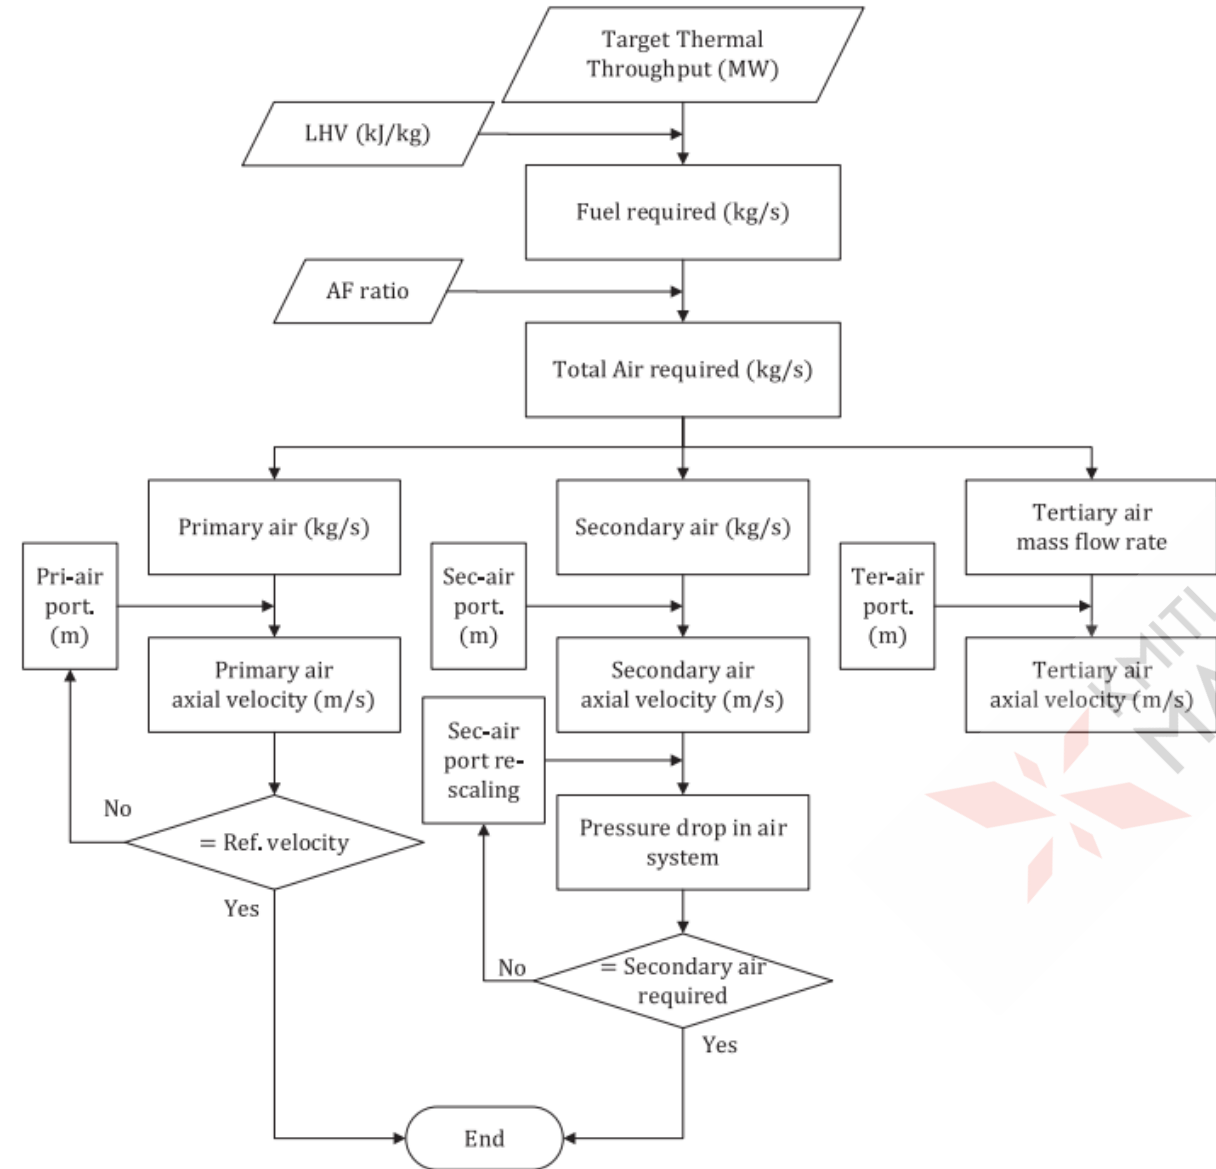 Target Thermal
Throughput (MW)
LHV (kJ/kg)
Fuel required (kg/s)
AF ratio
Total Air required (kg/s)
Primary air (kg/s)
Secondary air (kg/s)
Tertiary air
mass flow rate
Pri-air
port.
(m)
Sec-air
port.
(m)
Ter-air
port.
(m)
Primary air
axial velocity (m/s)
Secondary air
axial velocity (m/s)
Tertiary air
axial velocity (m/s)
Sec-air
port re-
scaling
No
= Ref. velocity
Yes
Pressure drop in air
system
No
= Secondary air
required
Yes
End